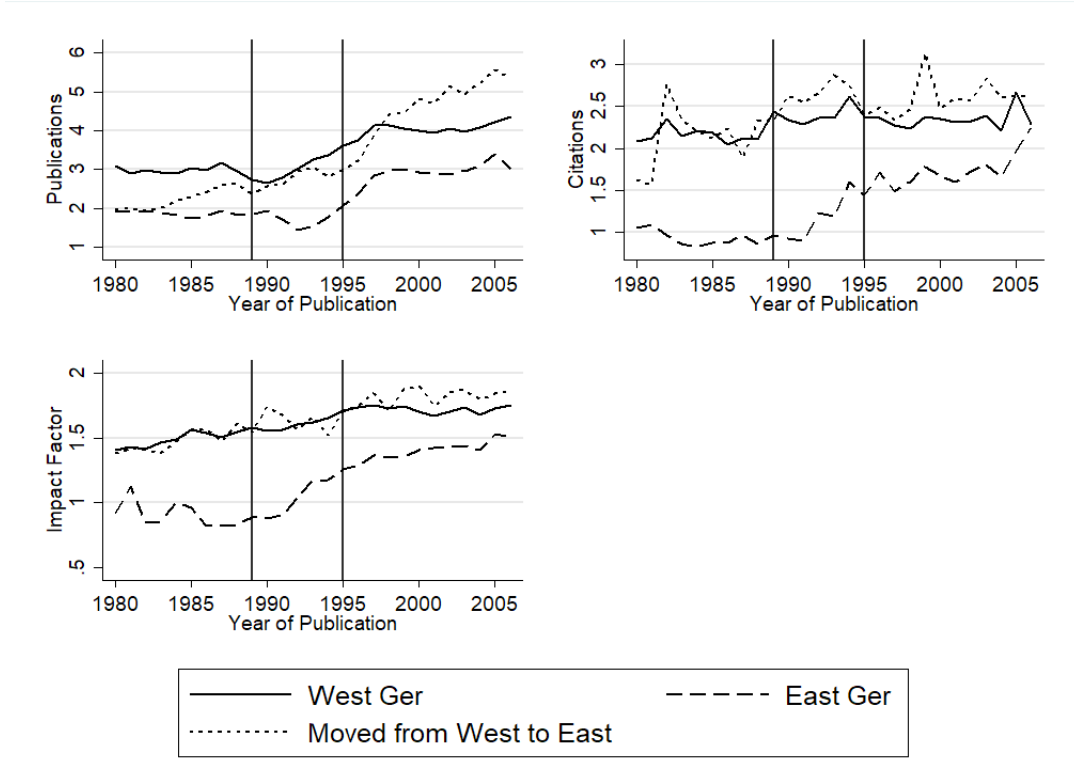 Publications
6
5
4
3
2
1
1980 1985 1990 1995 2000 2005
Year of Publication
Citations
3
2.5
2
1.5
1
1980 1985 1990 1995 2000 2005
Year of Publication
Impact Factor
2
1.5
1
.5
1980 1985 1990 1995 2000 2005
Year of Publication
West Ger East Ger
Moved from West to East